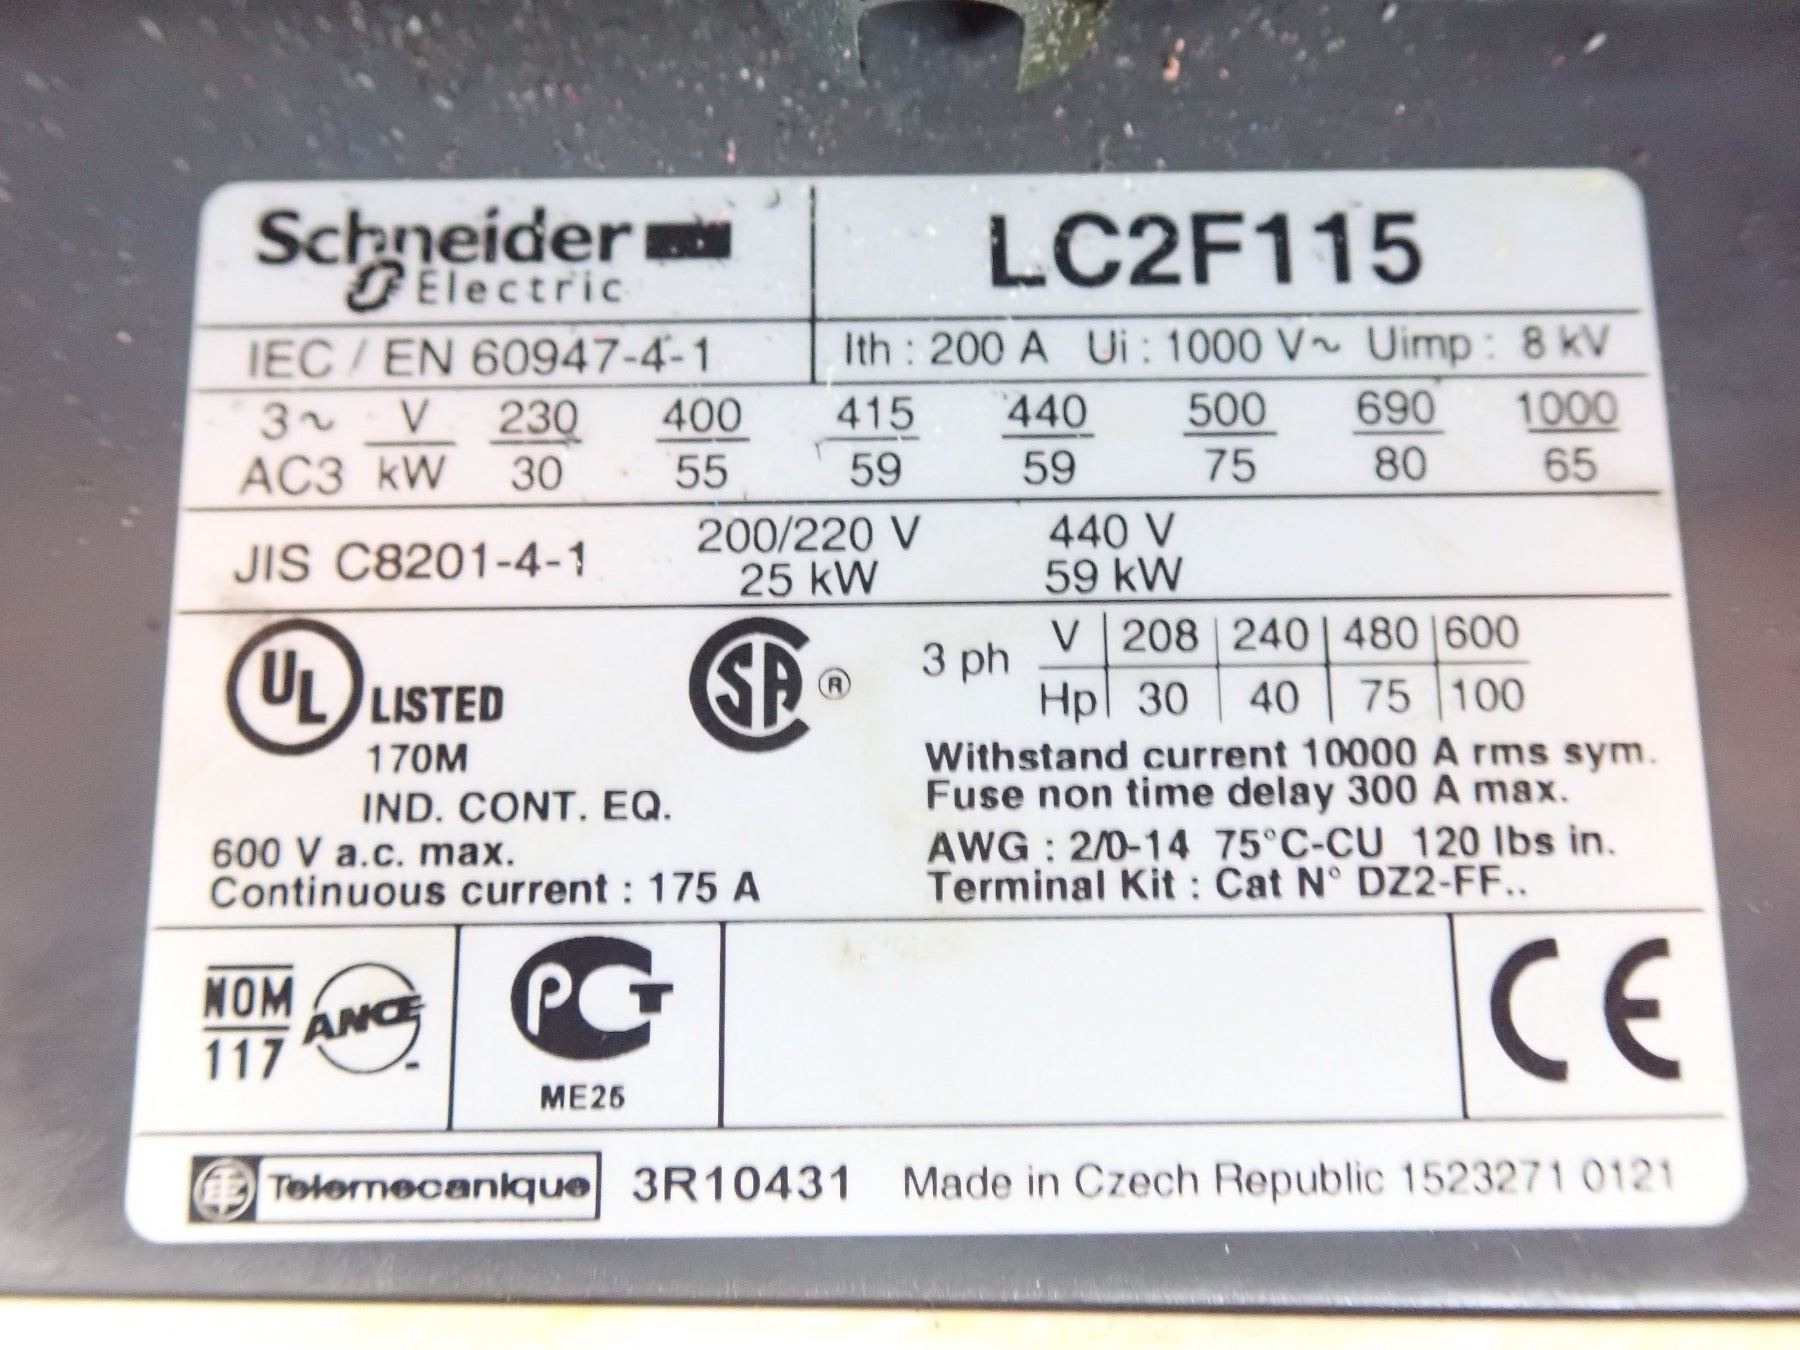 Schneider
Electric
LC2F115
IEC / EN 60947-4-1
Ith : 200 A Ui : 1000 V~ Uimp : 8 kV
3~ V 230 400 415 440 500 690 1000
AC3 kW 30 55 59 59 75 80 65
JIS C8201-4-1
200/220 V 440 V
25 kW 59 kW
UL LISTED
170M
IND. CONT. EQ.
600 V a.c. max.
Continuous current : 175 A
SA ®
3 ph V 208 240 480 600
Hp 30 40 75 100
Withstand current 10000 A rms sym.
Fuse non time delay 300 A max.
AWG : 2/0-14 75°C-CU 120 lbs in.
Terminal Kit : Cat N° DZ2-FF..
NOM
117
ANCE
РСТ
ME25
CE
Telemecanique 3R10431 Made in Czech Republic 1523271 0121